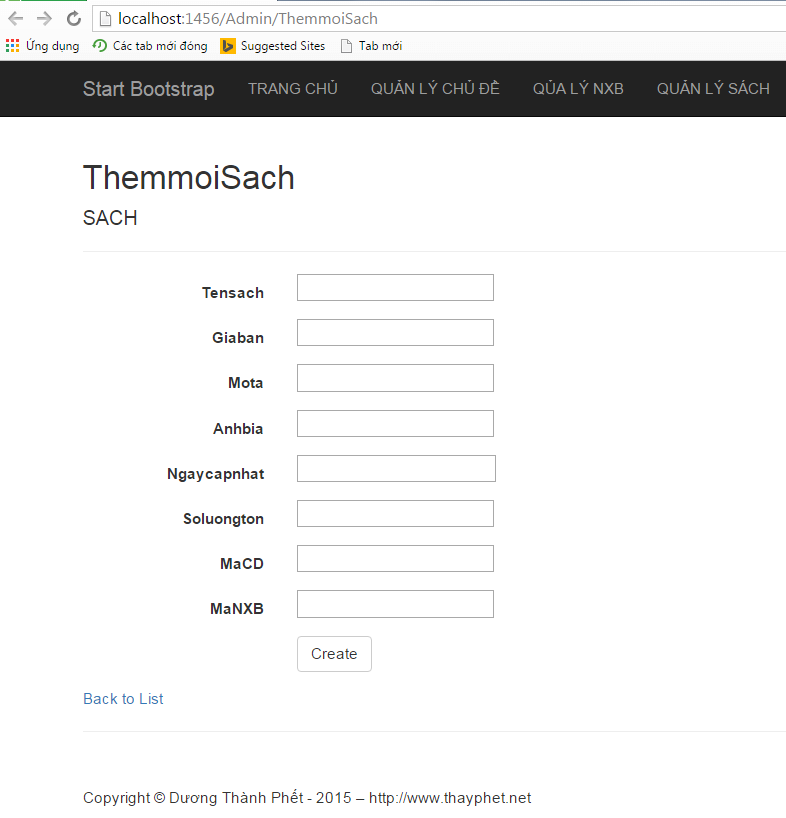 localhost:1456/Admin/ThemmoiSach
Ứng dụng Các tab mới đóng Suggested Sites Tab mới
Start Bootstrap TRANG CHỦ QUẢN LÝ CHỦ ĐỀ QỦA LÝ NXB QUẢN LÝ SÁCH
ThemmoiSach
SACH
Tensach
Giaban
Mota
Anhbia
Ngaycapnhat
Soluongton
MaCD
MaNXB
Create
Back to List
Copyright © Dương Thành Phết - 2015 – http://www.thayphet.net